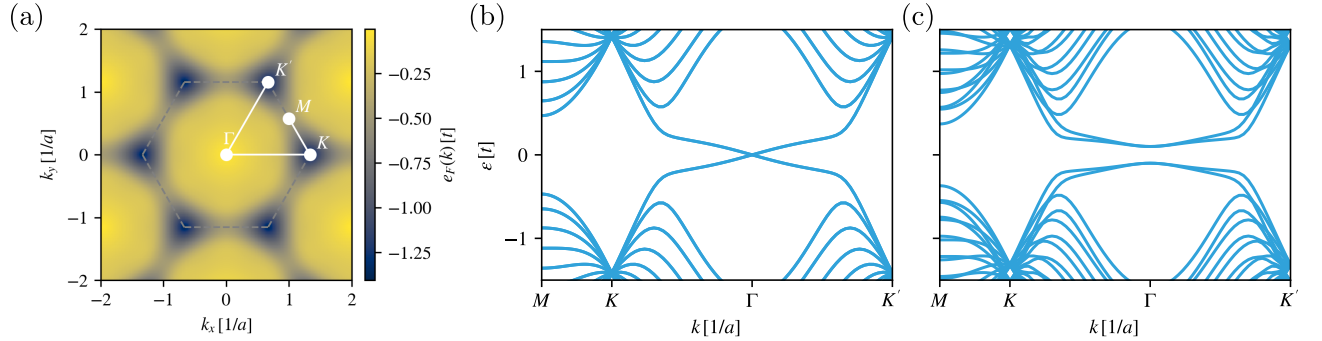 (a)
2
1
0
−1
−2
k_y [1/a]
−2
−1
0
1
2
k_x [1/a]
K′
M
Γ
K
−0.25
−0.50
−0.75
−1.00
−1.25
e_F(k) [t]
(b)
1
0
−1
ε [t]
M
K
Γ
K′
k [1/a]
(c)
M
K
Γ
K′
k [1/a]